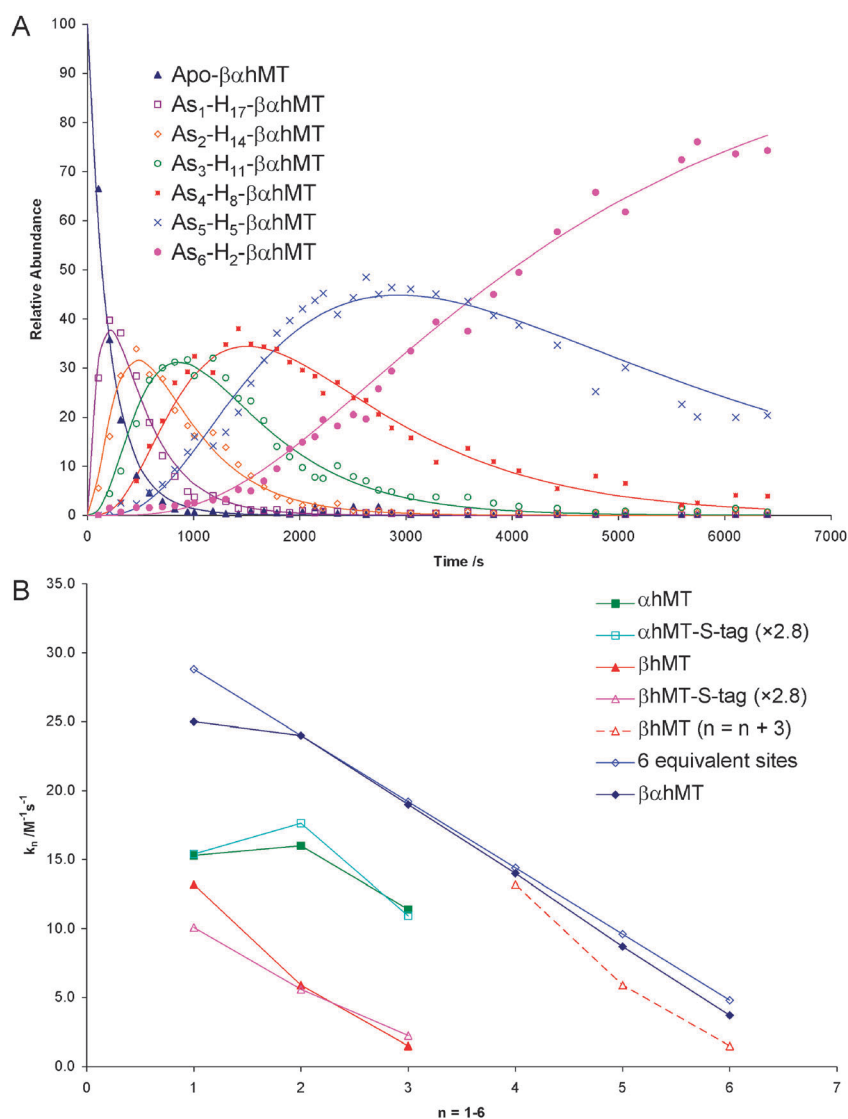 A
100
90
80
70
60
50
40
30
20
10
0
Relative Abundance
Apo-βαhMT
As₁-H₁₇-βαhMT
As₂-H₁₄-βαhMT
As₃-H₁₁-βαhMT
As₄-H₈-βαhMT
As₅-H₅-βαhMT
As₆-H₂-βαhMT
0 1000 2000 3000 4000 5000 6000 7000
Time /s
B
35.0
30.0
25.0
20.0
15.0
10.0
5.0
0.0
kₙ /M⁻¹s⁻¹
αhMT
αhMT-S-tag (×2.8)
βhMT
βhMT-S-tag (×2.8)
βhMT (n = n + 3)
6 equivalent sites
βαhMT
0 1 2 3 4 5 6 7
n = 1-6